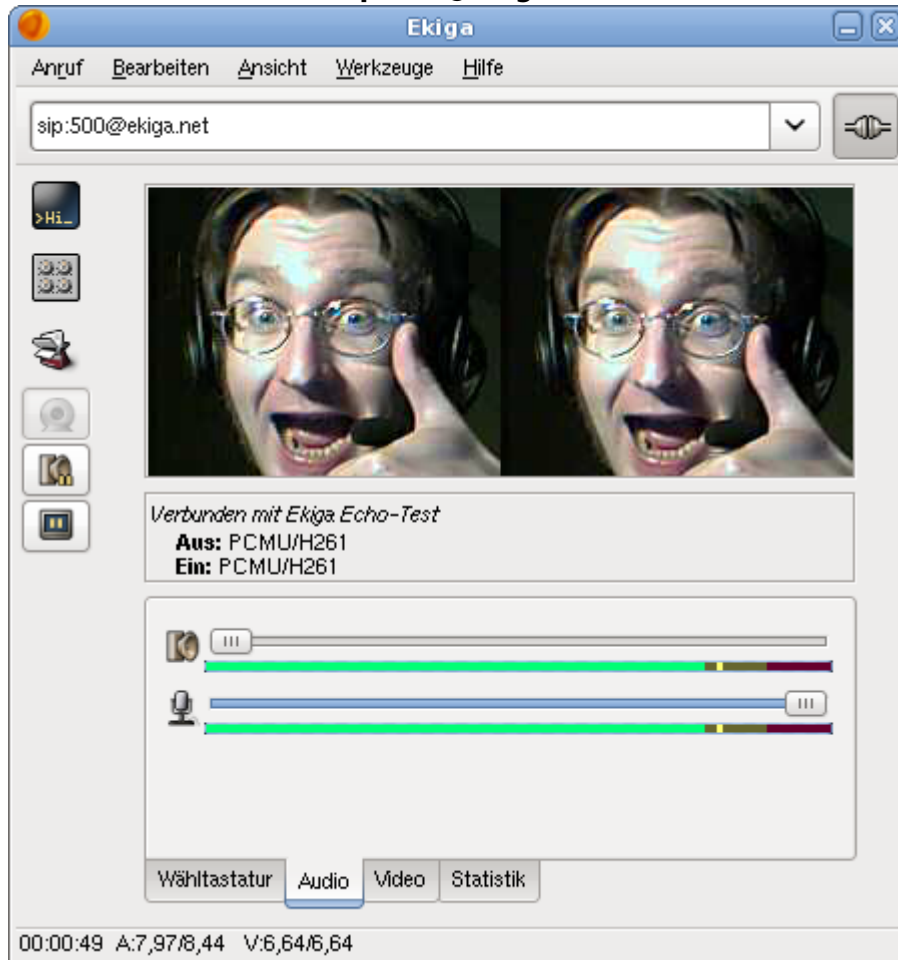 Ekiga
Anruf Bearbeiten Ansicht Werkzeuge Hilfe
sip:500@ekiga.net
>Hi_
Verbunden mit Ekiga Echo-Test
Aus: PCMU/H261
Ein: PCMU/H261
Wähltastatur Audio Video Statistik
00:00:49 A:7,97/8,44 V:6,64/6,64